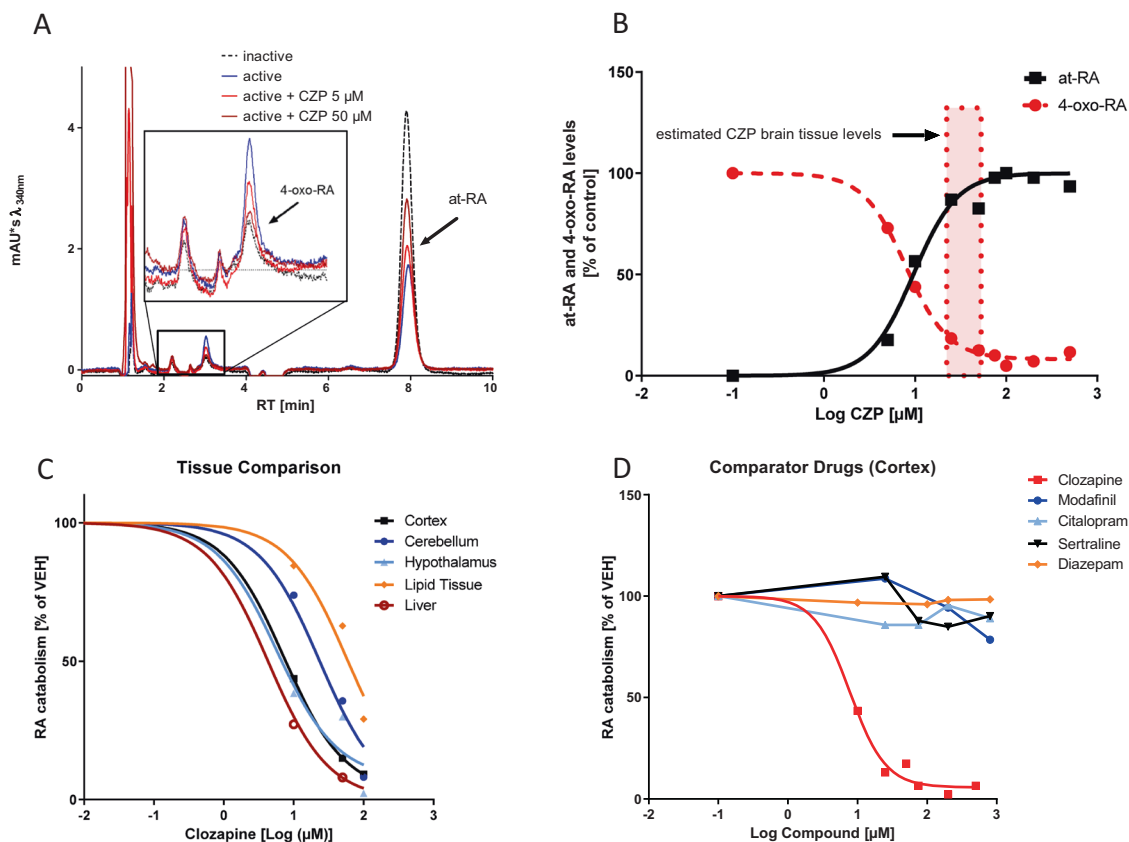 A
inactive
active
active + CZP 5 µM
active + CZP 50 µM
4
2
0
mAU*s λ 340nm
4-oxo-RA
at-RA
0
2
4
6
8
10
RT [min]
B
150
100
50
0
at-RA and 4-oxo-RA levels
[% of control]
at-RA
4-oxo-RA
estimated CZP brain tissue levels
-2
-1
0
1
2
3
Log CZP [µM]
C
Tissue Comparison
100
50
0
RA catabolism [% of VEH]
Cortex
Cerebellum
Hypothalamus
Lipid Tissue
Liver
-2
-1
0
1
2
3
Clozapine [Log (µM)]
D
Comparator Drugs (Cortex)
150
100
50
0
RA catabolism [% of VEH]
Clozapine
Modafinil
Citalopram
Sertraline
Diazepam
-2
-1
0
1
2
3
Log Compound [µM]